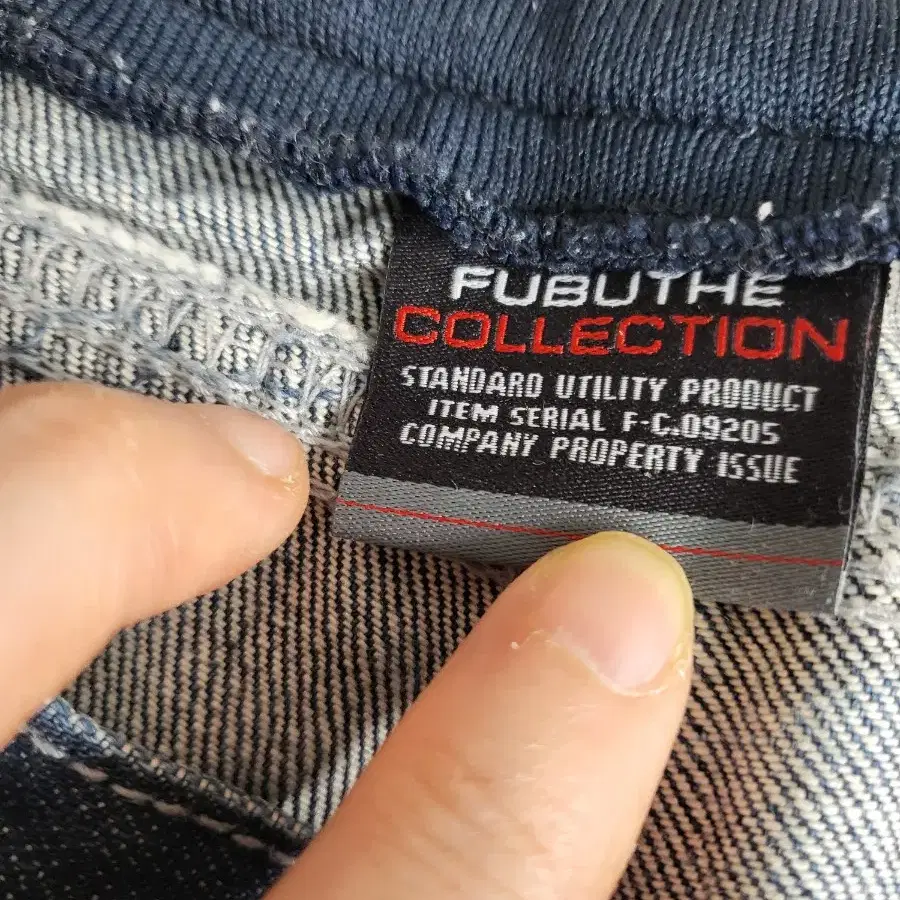 FUBUTHE
COLLECTION
STANDARD UTILITY PRODUCT
ITEM SERIAL F-C.09205
COMPANY PROPERTY ISSUE